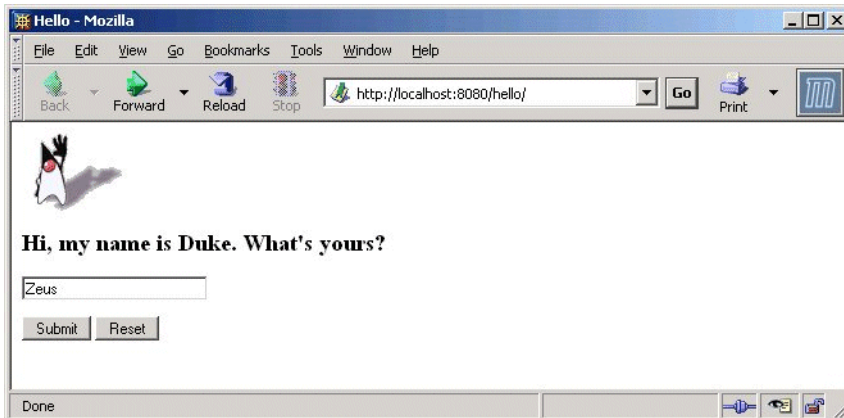 Hello - Mozilla
File Edit View Go Bookmarks Tools Window Help
Back Forward Reload Stop http://localhost:8080/hello/ Go Print
Hi, my name is Duke. What's yours?
Zeus
Submit Reset
Done